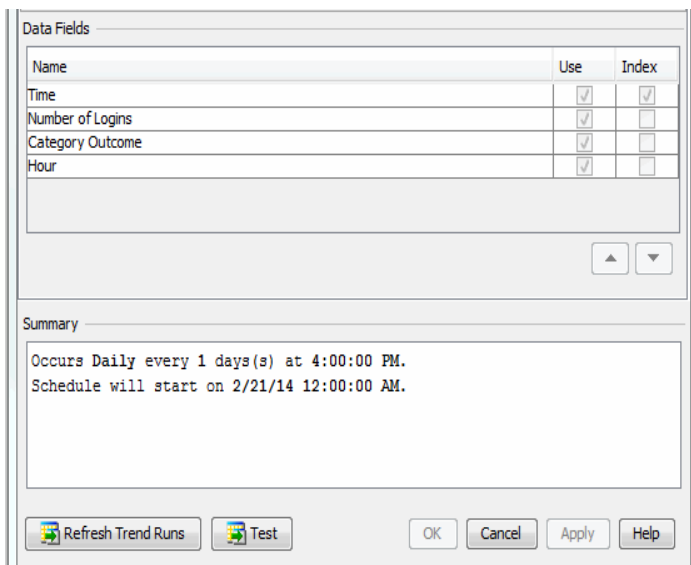 Data Fields
Name Use Index
Time
Number of Logins
Category Outcome
Hour
Summary
Occurs Daily every 1 days(s) at 4:00:00 PM.
Schedule will start on 2/21/14 12:00:00 AM.
Refresh Trend Runs Test OK Cancel Apply Help